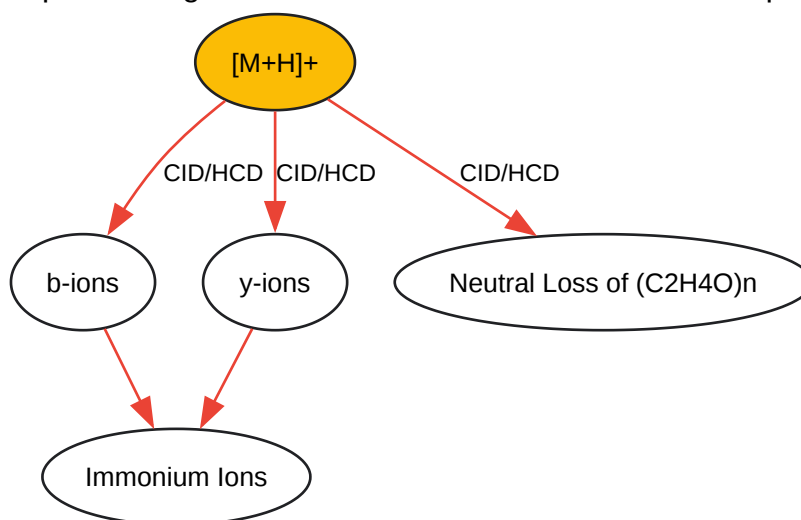 [M+H]+
CID/HCD CID/HCD CID/HCD
b-ions y-ions Neutral Loss of (C2H4O)n
Immonium Ions